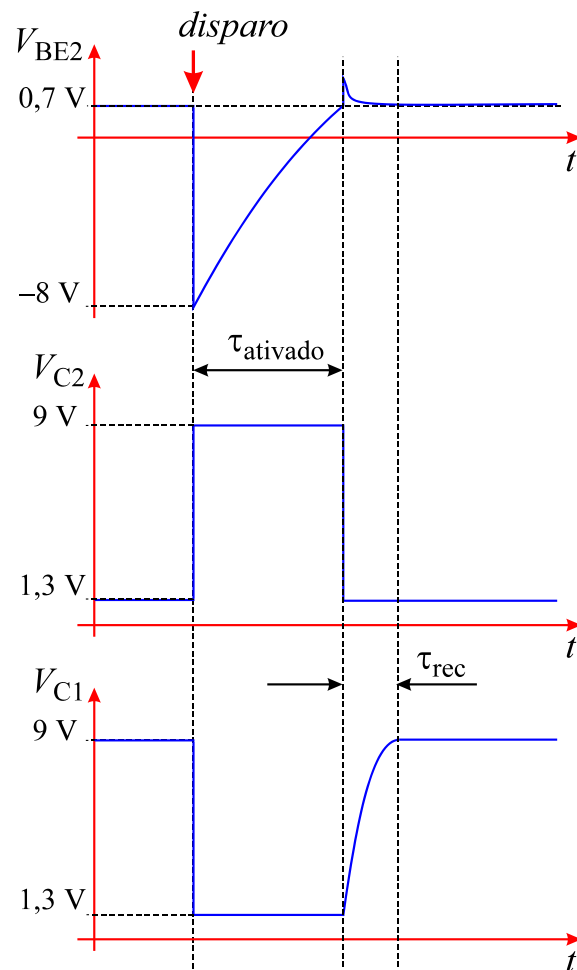 disparo
V_BE2
0,7 V
t
−8 V
τ_ativado
V_C2
9 V
1,3 V
t
τ_rec
V_C1
9 V
1,3 V
t